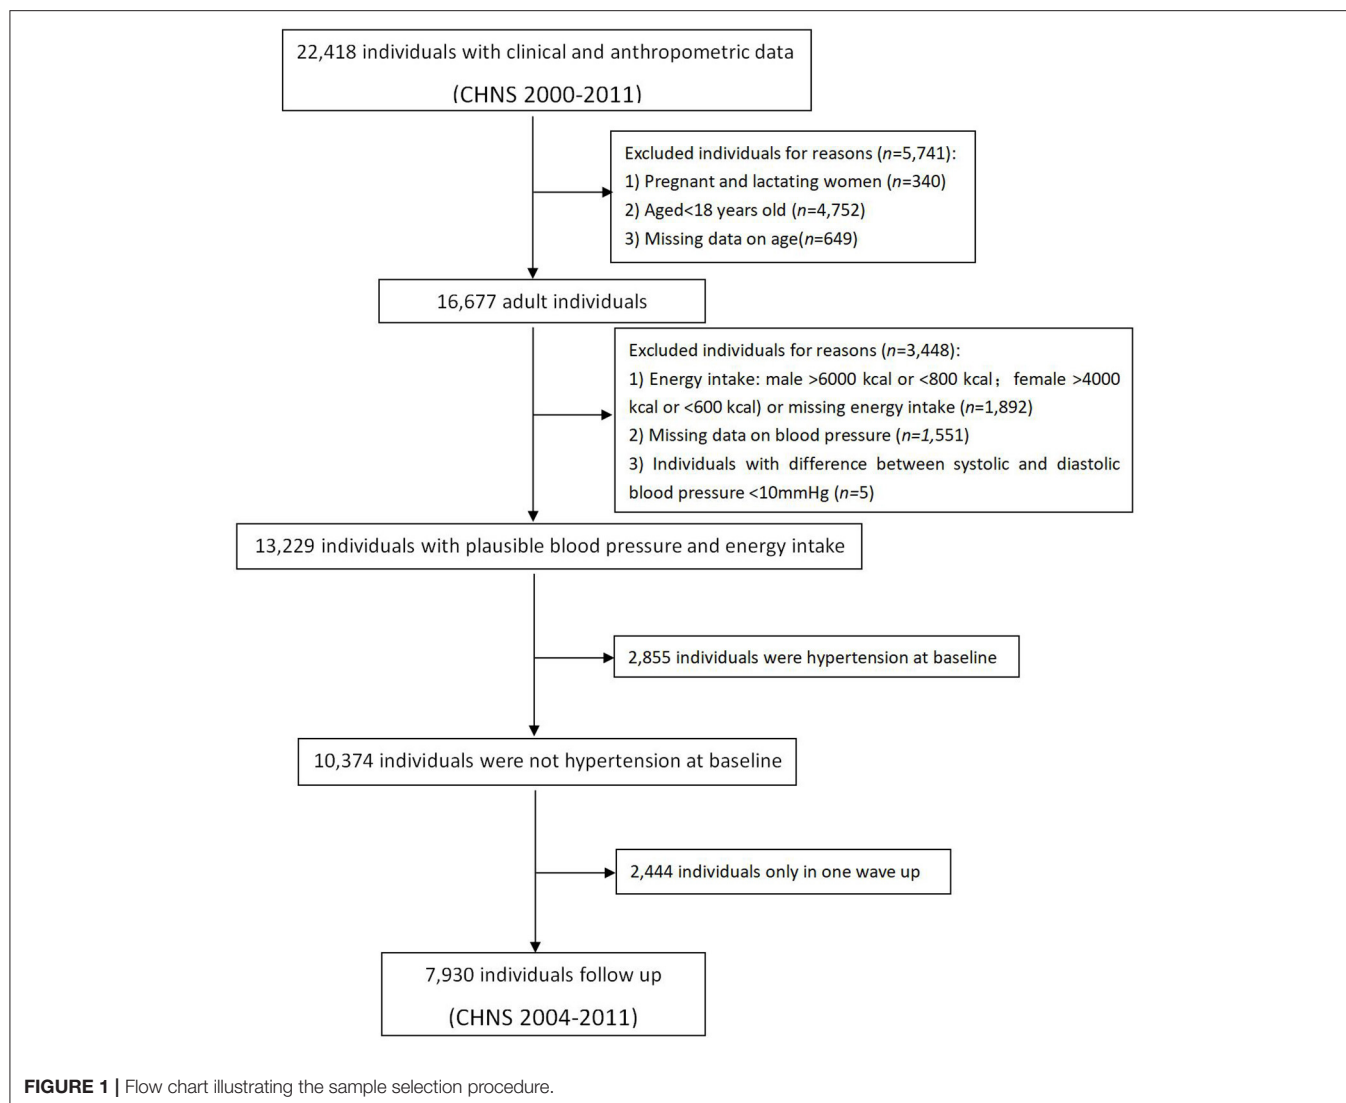 22,418 individuals with clinical and anthropometric data
(CHNS 2000-2011)
Excluded individuals for reasons (n=5,741):
1) Pregnant and lactating women (n=340)
2) Aged<18 years old (n=4,752)
3) Missing data on age(n=649)
16,677 adult individuals
Excluded individuals for reasons (n=3,448):
1) Energy intake: male >6000 kcal or <800 kcal；female >4000
kcal or <600 kcal) or missing energy intake (n=1,892)
2) Missing data on blood pressure (n=1,551)
3) Individuals with difference between systolic and diastolic
blood pressure <10mmHg (n=5)
13,229 individuals with plausible blood pressure and energy intake
2,855 individuals were hypertension at baseline
10,374 individuals were not hypertension at baseline
2,444 individuals only in one wave up
7,930 individuals follow up
(CHNS 2004-2011)
FIGURE 1 | Flow chart illustrating the sample selection procedure.